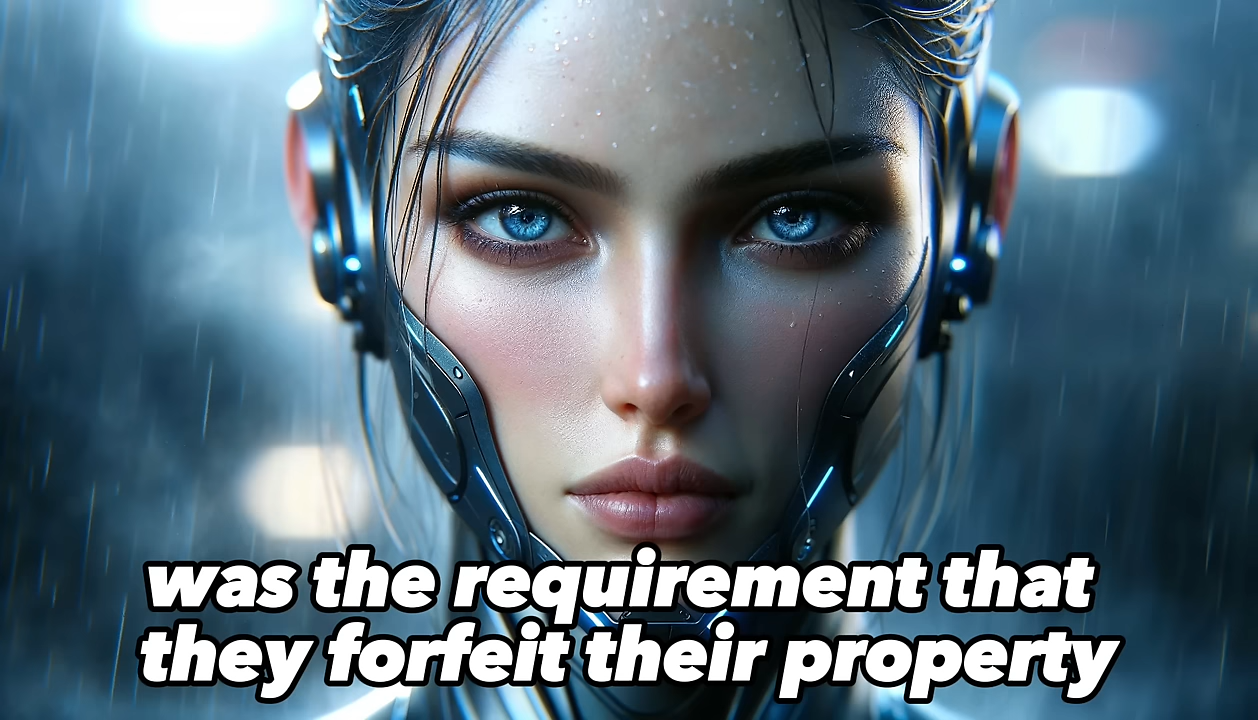 was the requirement that
they forfeit their property